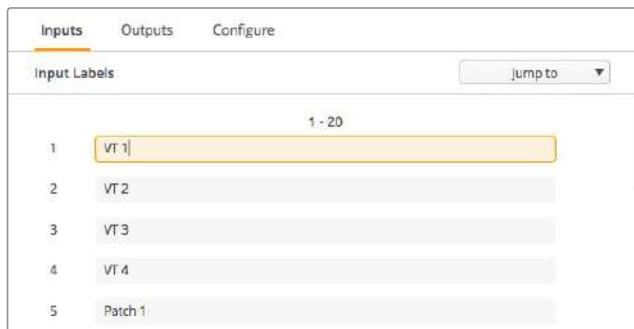 Inputs Outputs Configure
Input Labels Jump to
1 - 20
1 VT 1
2 VT 2
3 VT 3
4 VT 4
5 Patch 1